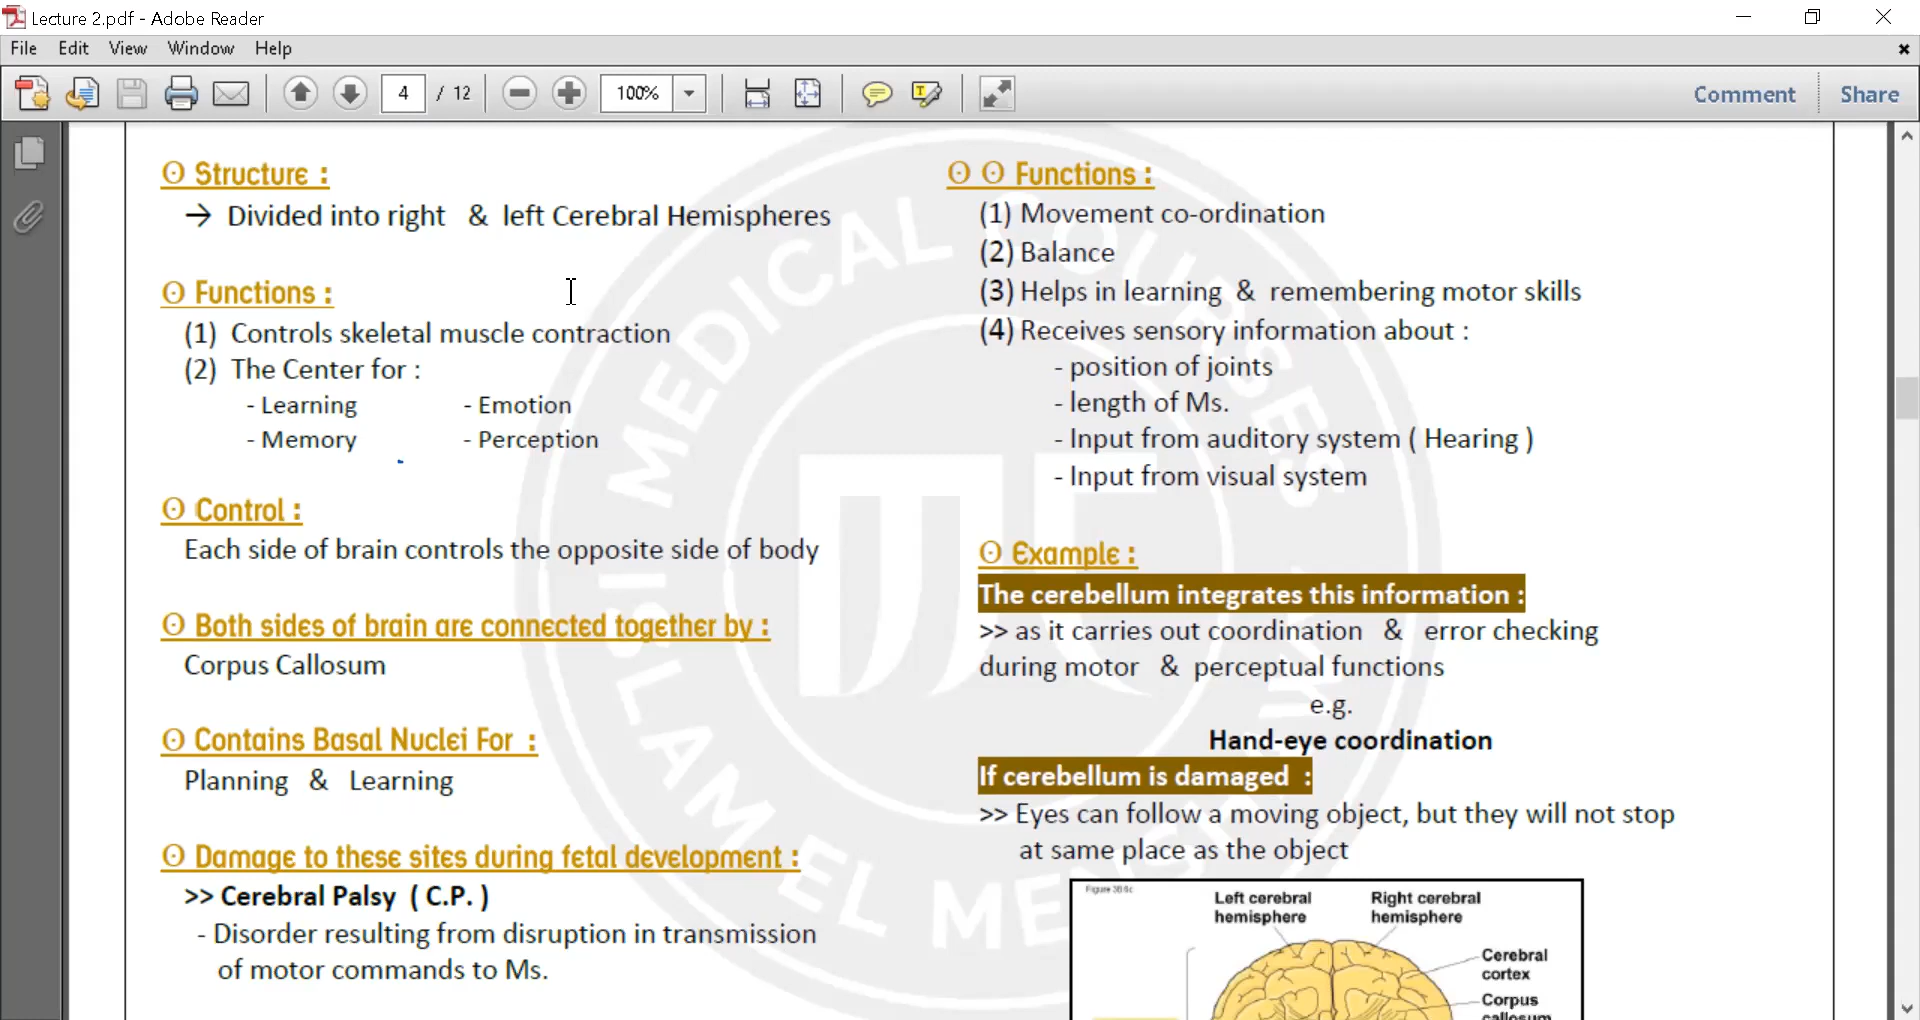 Lecture 2.pdf - Adobe Reader
File Edit View Window Help
4 / 12 100% Comment Share
ʘ Structure :
→ Divided into right & left Cerebral Hemispheres
ʘ Functions :
(1) Controls skeletal muscle contraction
(2) The Center for :
- Learning - Emotion
- Memory - Perception
ʘ Control :
Each side of brain controls the opposite side of body
ʘ Both sides of brain are connected together by :
Corpus Callosum
ʘ Contains Basal Nuclei For :
Planning & Learning
ʘ Damage to these sites during fetal development :
>> Cerebral Palsy ( C.P. )
- Disorder resulting from disruption in transmission
of motor commands to Ms.
ʘ ʘ Functions :
(1) Movement co-ordination
(2) Balance
(3) Helps in learning & remembering motor skills
(4) Receives sensory information about :
- position of joints
- length of Ms.
- Input from auditory system ( Hearing )
- Input from visual system
ʘ Example :
The cerebellum integrates this information :
>> as it carries out coordination & error checking
during motor & perceptual functions
e.g.
Hand-eye coordination
If cerebellum is damaged :
>> Eyes can follow a moving object, but they will not stop
at same place as the object
Left cerebral
hemisphere
Right cerebral
hemisphere
Cerebral
cortex
Corpus
callosum
MEDICAL COURSES